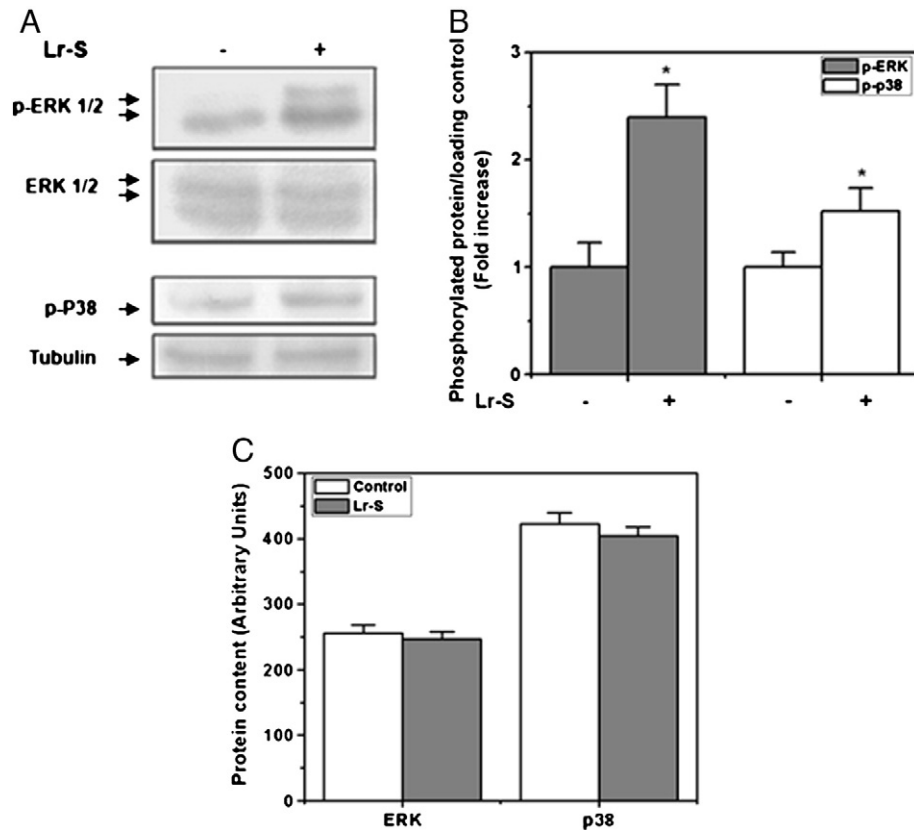 A
Lr-S - +
p-ERK 1/2
ERK 1/2
p-P38
Tubulin
B
Phosphorylated protein/loading control
(Fold increase)
3
2
1
0
p-ERK
p-p38
*
*
Lr-S - + - +
C
Protein content (Arbitrary Units)
500
400
300
200
100
0
Control
Lr-S
ERK p38